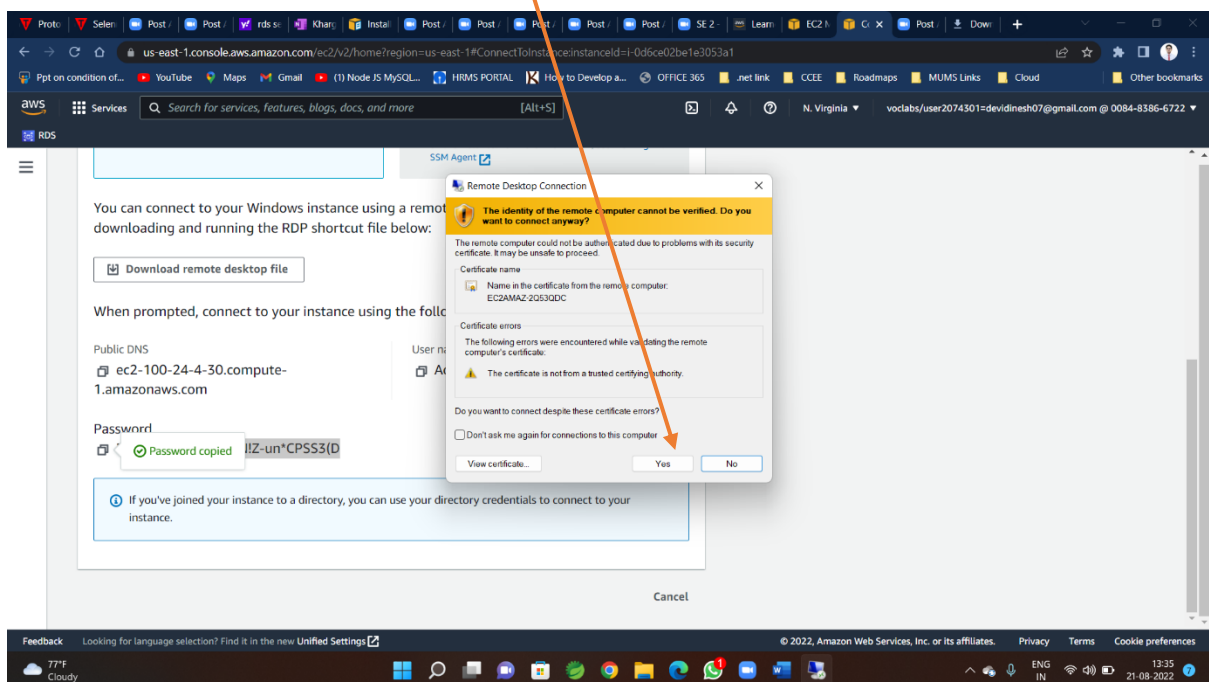 Proto Selen Post / Post / rds se Kharg Instal Post / Post / Post / Post / Post / SE 2 - Learn EC2 Post / Dowr
us-east-1.console.aws.amazon.com/ec2/v2/home?region=us-east-1#ConnectToInstance:instanceId=i-0d6ce02be1e3053a1
Ppt on condition of... YouTube Maps Gmail (1) Node JS MySQL... HRMS PORTAL How to Develop a... OFFICE 365 .net link CCEE Roadmaps MUMS Links Cloud Other bookmarks
aws Services Search for services, features, blogs, docs, and more [Alt+S] N. Virginia voclabs/user2074301=devidinesh07@gmail.com @ 0084-8386-6722
RDS
SSM Agent
You can connect to your Windows instance using a remot
downloading and running the RDP shortcut file below:
Download remote desktop file
When prompted, connect to your instance using the follo
Public DNS
ec2-100-24-4-30.compute-
1.amazonaws.com
User na
Password
Password copied !Z-un*CPSS3(D
If you've joined your instance to a directory, you can use your directory credentials to connect to your
instance.
Cancel
Remote Desktop Connection
The identity of the remote computer cannot be verified. Do you
want to connect anyway?
The remote computer could not be authenticated due to problems with its security
certificate. It may be unsafe to proceed.
Certificate name
Name in the certificate from the remote computer:
EC2AMAZ-2Q53QDC
Certificate errors
The following errors were encountered while validating the remote
computer's certificate:
The certificate is not from a trusted certifying authority.
Do you want to connect despite these certificate errors?
Don't ask me again for connections to this computer
View certificate... Yes No
Feedback Looking for language selection? Find it in the new Unified Settings © 2022, Amazon Web Services, Inc. or its affiliates. Privacy Terms Cookie preferences
77°F
Cloudy
ENG
IN
13:35
21-08-2022